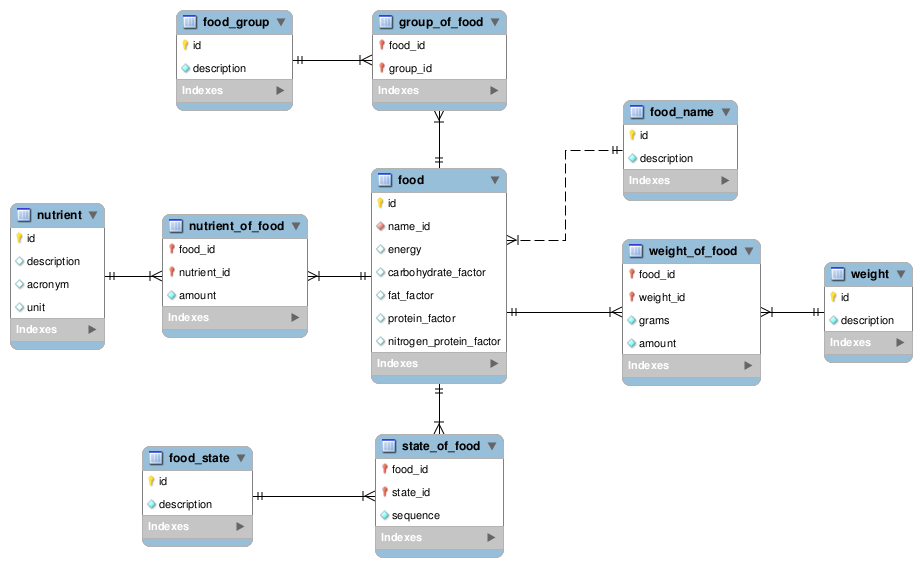 food_group
id
description
Indexes
group_of_food
food_id
group_id
Indexes
food_name
id
description
Indexes
food
id
name_id
energy
carbohydrate_factor
fat_factor
protein_factor
nitrogen_protein_factor
Indexes
nutrient
id
description
acronym
unit
Indexes
nutrient_of_food
food_id
nutrient_id
amount
Indexes
weight_of_food
food_id
weight_id
grams
amount
Indexes
weight
id
description
Indexes
food_state
id
description
Indexes
state_of_food
food_id
state_id
sequence
Indexes